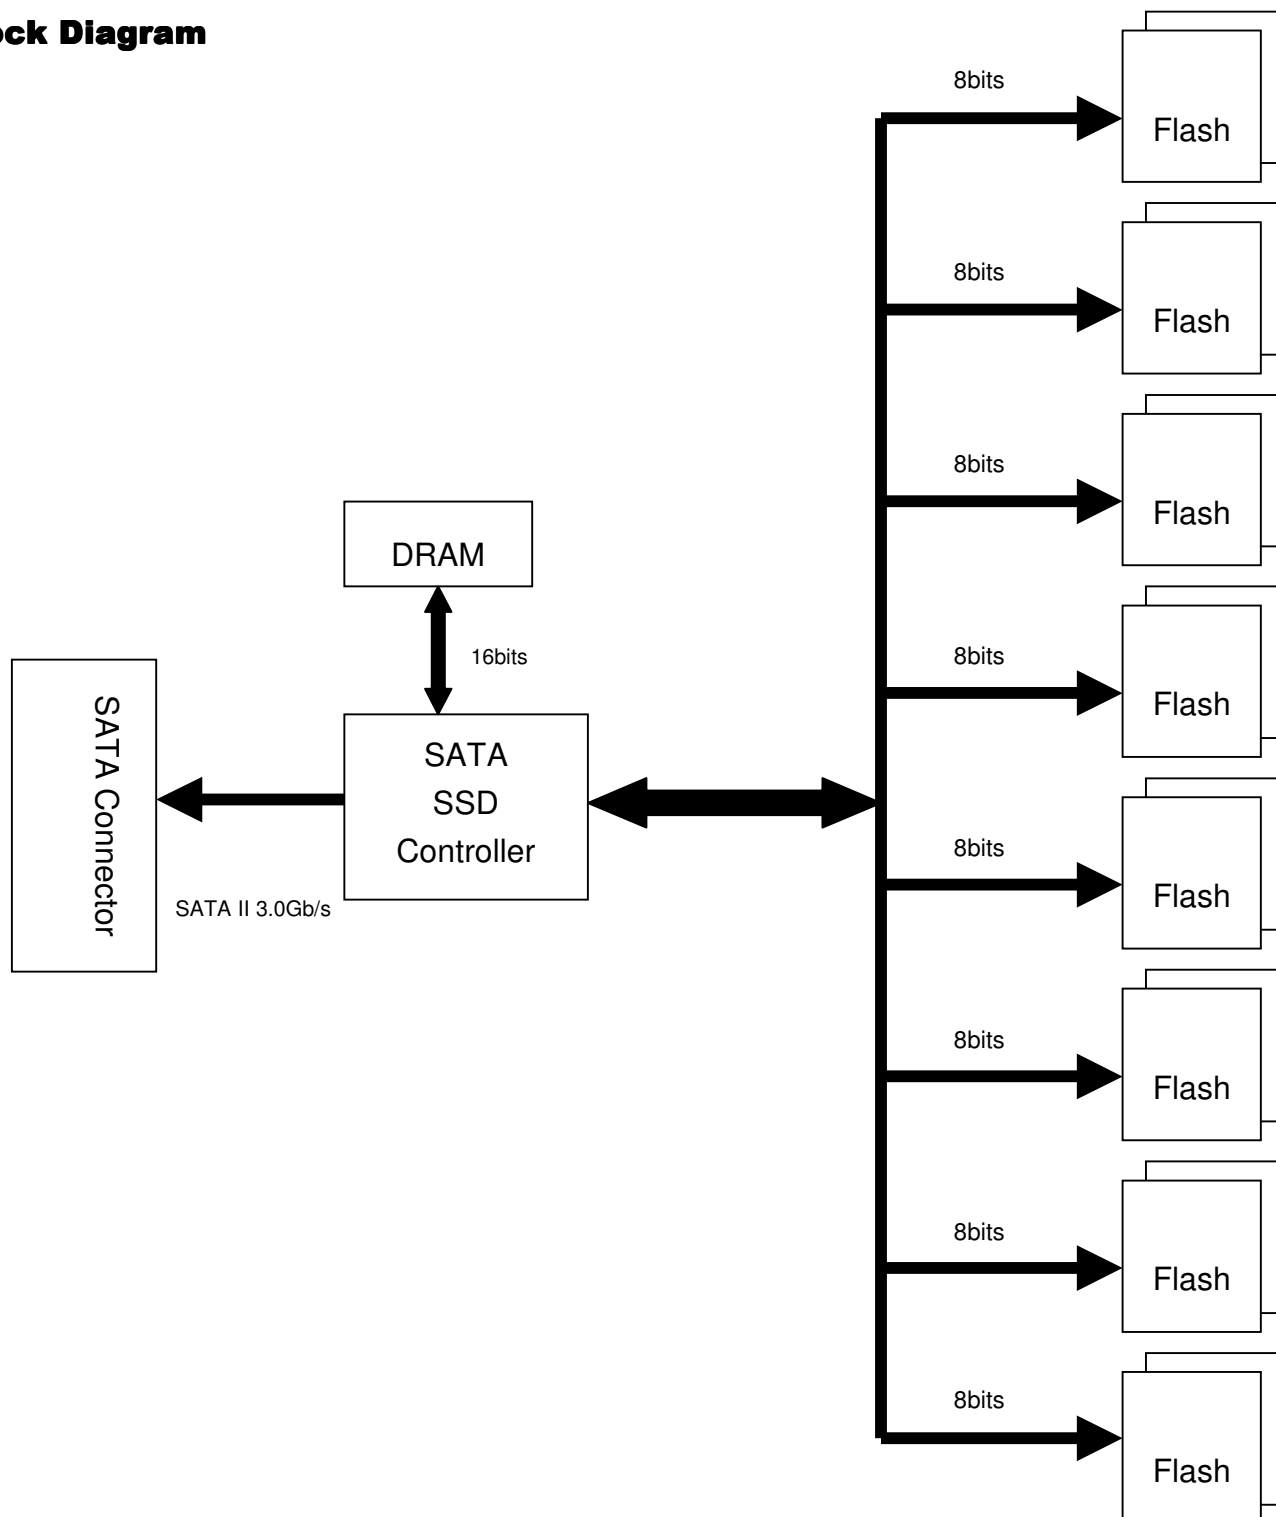 ock Diagram
8bits
Flash
8bits
Flash
8bits
Flash
DRAM
16bits
8bits
Flash
SATA
SSD
Controller
SATA Connector
SATA II 3.0Gb/s
8bits
Flash
8bits
Flash
8bits
Flash
8bits
Flash